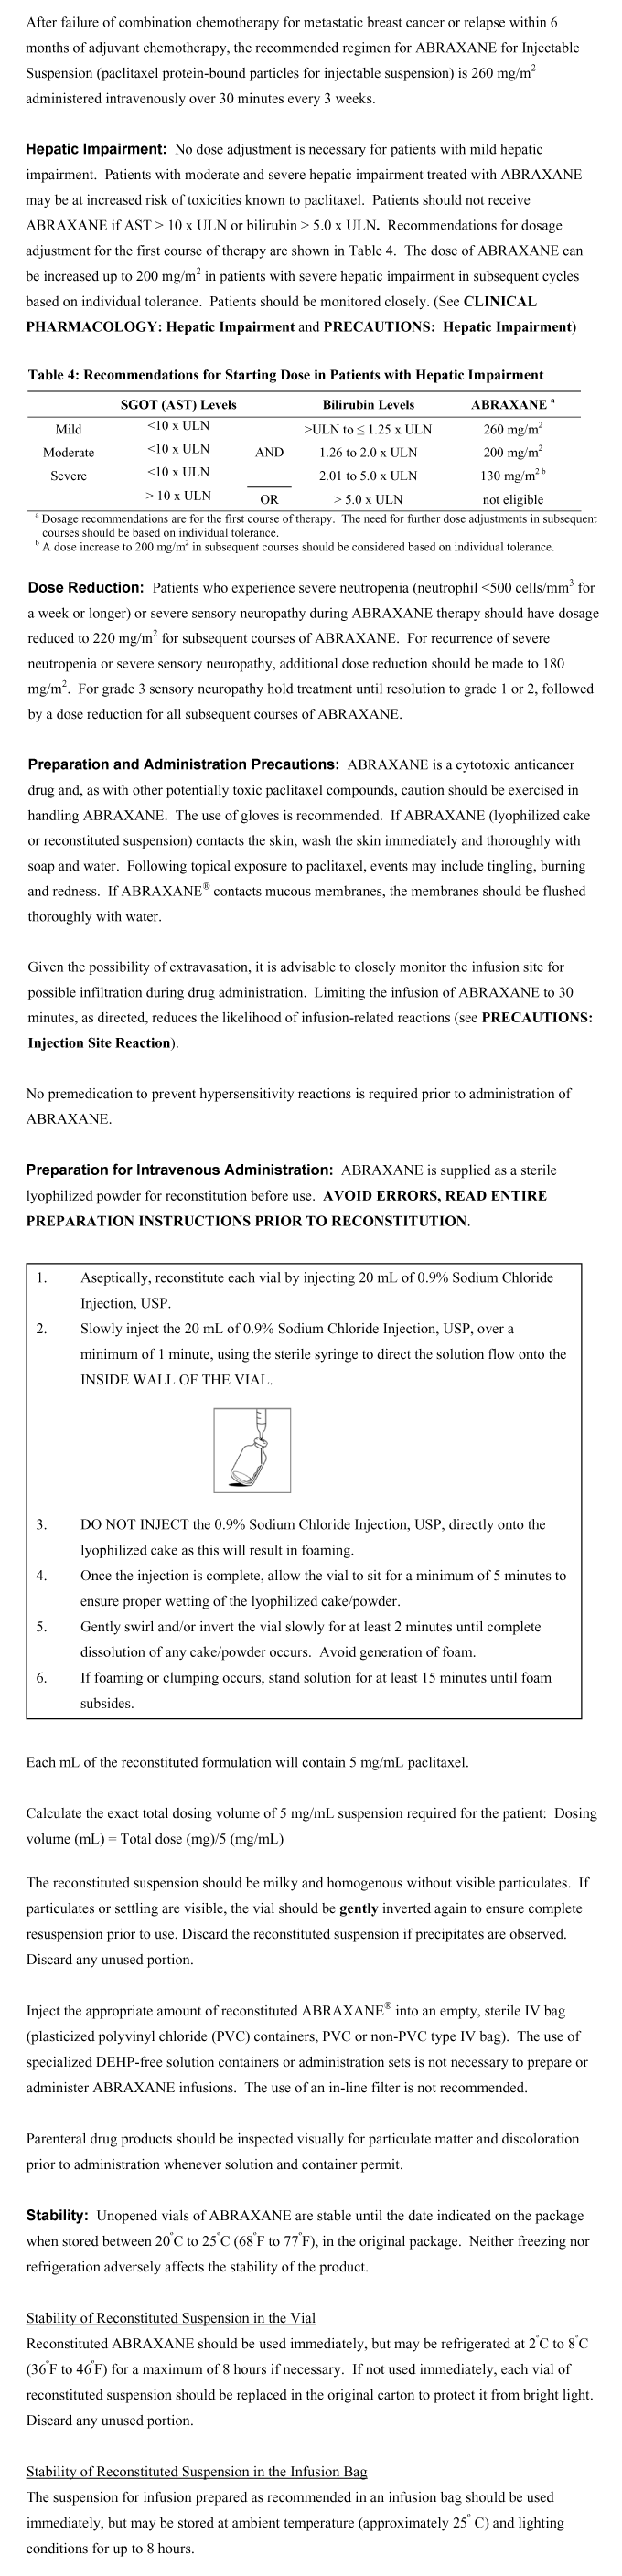 After failure of combination chemotherapy for metastatic breast cancer or relapse within 6
months of adjuvant chemotherapy, the recommended regimen for ABRAXANE for Injectable
Suspension (paclitaxel protein-bound particles for injectable suspension) is 260 mg/m²
administered intravenously over 30 minutes every 3 weeks.
Hepatic Impairment: No dose adjustment is necessary for patients with mild hepatic
impairment. Patients with moderate and severe hepatic impairment treated with ABRAXANE
may be at increased risk of toxicities known to paclitaxel. Patients should not receive
ABRAXANE if AST > 10 x ULN or bilirubin > 5.0 x ULN. Recommendations for dosage
adjustment for the first course of therapy are shown in Table 4. The dose of ABRAXANE can
be increased up to 200 mg/m² in patients with severe hepatic impairment in subsequent cycles
based on individual tolerance. Patients should be monitored closely. (See CLINICAL
PHARMACOLOGY: Hepatic Impairment and PRECAUTIONS: Hepatic Impairment)
Table 4: Recommendations for Starting Dose in Patients with Hepatic Impairment
SGOT (AST) Levels Bilirubin Levels ABRAXANE ᵃ
Mild <10 x ULN >ULN to ≤ 1.25 x ULN 260 mg/m²
Moderate <10 x ULN AND 1.26 to 2.0 x ULN 200 mg/m²
Severe <10 x ULN 2.01 to 5.0 x ULN 130 mg/m² ᵇ
> 10 x ULN OR > 5.0 x ULN not eligible
ᵃ Dosage recommendations are for the first course of therapy. The need for further dose adjustments in subsequent
courses should be based on individual tolerance.
ᵇ A dose increase to 200 mg/m² in subsequent courses should be considered based on individual tolerance.
Dose Reduction: Patients who experience severe neutropenia (neutrophil <500 cells/mm³ for
a week or longer) or severe sensory neuropathy during ABRAXANE therapy should have dosage
reduced to 220 mg/m² for subsequent courses of ABRAXANE. For recurrence of severe
neutropenia or severe sensory neuropathy, additional dose reduction should be made to 180
mg/m². For grade 3 sensory neuropathy hold treatment until resolution to grade 1 or 2, followed
by a dose reduction for all subsequent courses of ABRAXANE.
Preparation and Administration Precautions: ABRAXANE is a cytotoxic anticancer
drug and, as with other potentially toxic paclitaxel compounds, caution should be exercised in
handling ABRAXANE. The use of gloves is recommended. If ABRAXANE (lyophilized cake
or reconstituted suspension) contacts the skin, wash the skin immediately and thoroughly with
soap and water. Following topical exposure to paclitaxel, events may include tingling, burning
and redness. If ABRAXANE® contacts mucous membranes, the membranes should be flushed
thoroughly with water.
Given the possibility of extravasation, it is advisable to closely monitor the infusion site for
possible infiltration during drug administration. Limiting the infusion of ABRAXANE to 30
minutes, as directed, reduces the likelihood of infusion-related reactions (see PRECAUTIONS:
Injection Site Reaction).
No premedication to prevent hypersensitivity reactions is required prior to administration of
ABRAXANE.
Preparation for Intravenous Administration: ABRAXANE is supplied as a sterile
lyophilized powder for reconstitution before use. AVOID ERRORS, READ ENTIRE
PREPARATION INSTRUCTIONS PRIOR TO RECONSTITUTION.
1. Aseptically, reconstitute each vial by injecting 20 mL of 0.9% Sodium Chloride
Injection, USP.
2. Slowly inject the 20 mL of 0.9% Sodium Chloride Injection, USP, over a
minimum of 1 minute, using the sterile syringe to direct the solution flow onto the
INSIDE WALL OF THE VIAL.
3. DO NOT INJECT the 0.9% Sodium Chloride Injection, USP, directly onto the
lyophilized cake as this will result in foaming.
4. Once the injection is complete, allow the vial to sit for a minimum of 5 minutes to
ensure proper wetting of the lyophilized cake/powder.
5. Gently swirl and/or invert the vial slowly for at least 2 minutes until complete
dissolution of any cake/powder occurs. Avoid generation of foam.
6. If foaming or clumping occurs, stand solution for at least 15 minutes until foam
subsides.
Each mL of the reconstituted formulation will contain 5 mg/mL paclitaxel.
Calculate the exact total dosing volume of 5 mg/mL suspension required for the patient: Dosing
volume (mL) = Total dose (mg)/5 (mg/mL)
The reconstituted suspension should be milky and homogenous without visible particulates. If
particulates or settling are visible, the vial should be gently inverted again to ensure complete
resuspension prior to use. Discard the reconstituted suspension if precipitates are observed.
Discard any unused portion.
Inject the appropriate amount of reconstituted ABRAXANE® into an empty, sterile IV bag
(plasticized polyvinyl chloride (PVC) containers, PVC or non-PVC type IV bag). The use of
specialized DEHP-free solution containers or administration sets is not necessary to prepare or
administer ABRAXANE infusions. The use of an in-line filter is not recommended.
Parenteral drug products should be inspected visually for particulate matter and discoloration
prior to administration whenever solution and container permit.
Stability: Unopened vials of ABRAXANE are stable until the date indicated on the package
when stored between 20°C to 25°C (68°F to 77°F), in the original package. Neither freezing nor
refrigeration adversely affects the stability of the product.
Stability of Reconstituted Suspension in the Vial
Reconstituted ABRAXANE should be used immediately, but may be refrigerated at 2°C to 8°C
(36°F to 46°F) for a maximum of 8 hours if necessary. If not used immediately, each vial of
reconstituted suspension should be replaced in the original carton to protect it from bright light.
Discard any unused portion.
Stability of Reconstituted Suspension in the Infusion Bag
The suspension for infusion prepared as recommended in an infusion bag should be used
immediately, but may be stored at ambient temperature (approximately 25° C) and lighting
conditions for up to 8 hours.